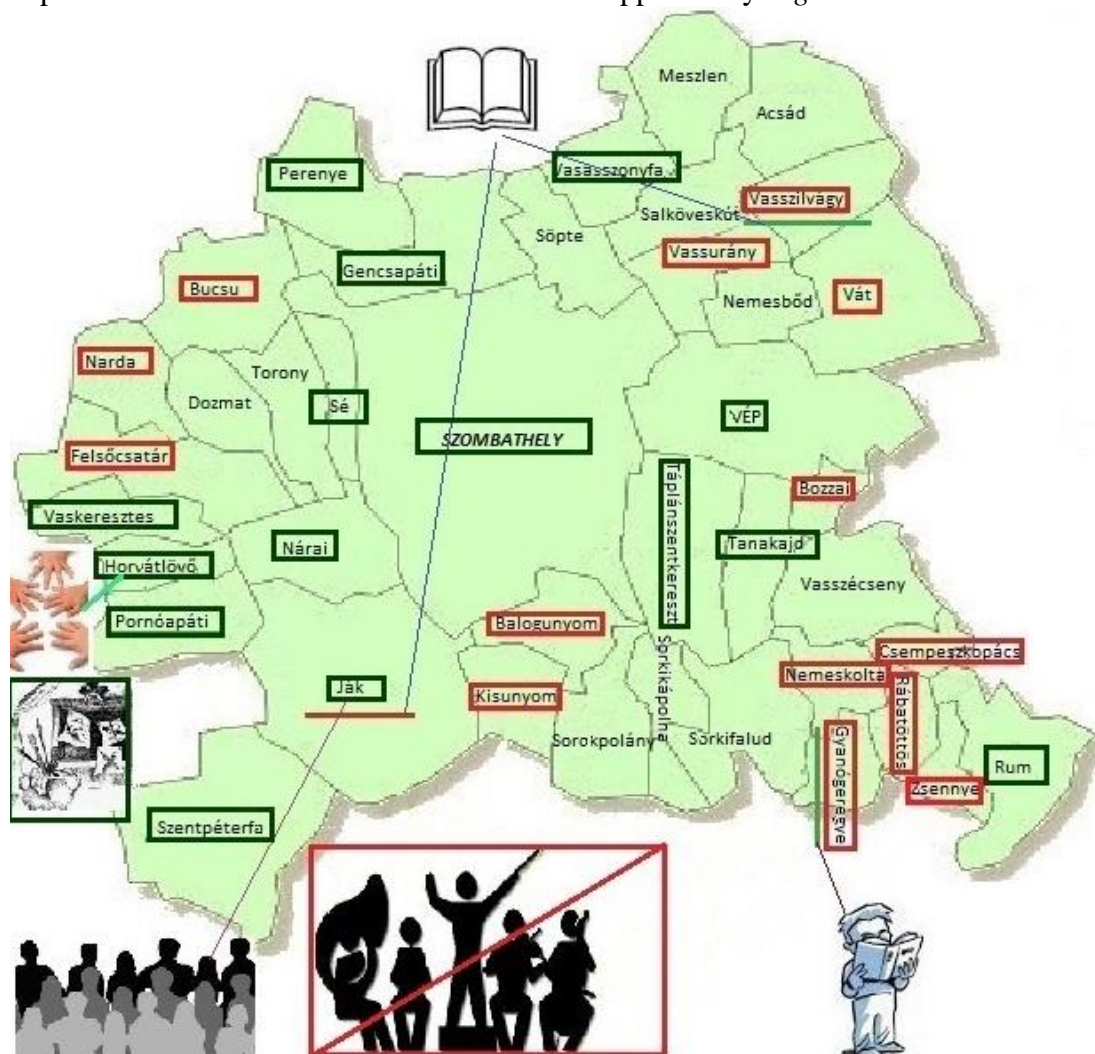 Meszlen
Acsád
Vasasszonyfa
Perenye
Vasszilvágy
Salköveskút
Söpte
Vassurány
Gencsapáti
Bucsu
Nemesbőd
Vát
Narda
Torony
Dozmat
Sé
VÉP
SZOMBATHELY
Felsőcsatár
Táplánszentkereszt
Bozzai
Vaskeresztes
Tanakajd
Nárai
Horvátlövő
Vasszécseny
Pornóapáti
Balogunyom
Sorkikápolna
Csempeszkopács
Nemeskolta
Rábatöttös
Ják
Kisunyom
Sorokpolány
Sorkifalud
Gyanógeregye
Rum
Zsennye
Szentpéterfa